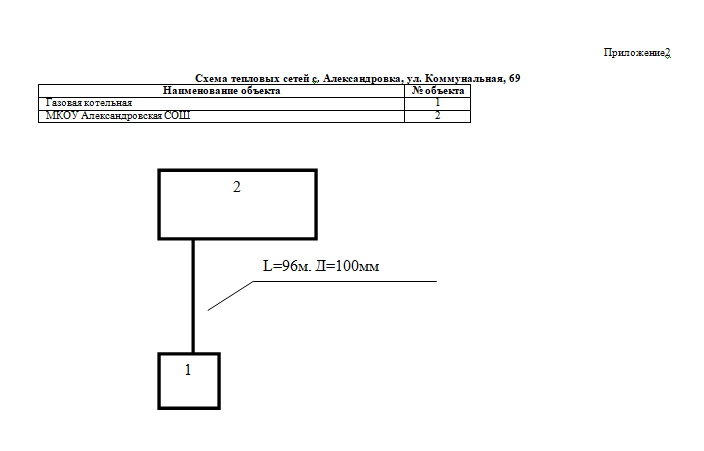 Приложение2
Схема тепловых сетей с. Александровка, ул. Коммунальная, 69
Наименование объекта № объекта
Газовая котельная 1
МКОУ Александровская СОШ 2
2
L=96м. Д=100мм
1